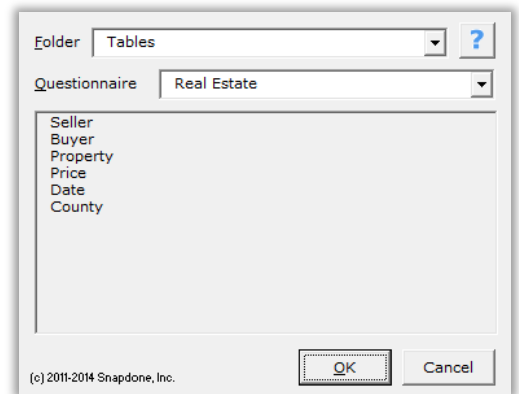 Folder Tables ?
Questionnaire Real Estate
Seller
Buyer
Property
Price
Date
County
(c) 2011-2014 Snapdone, Inc. OK Cancel